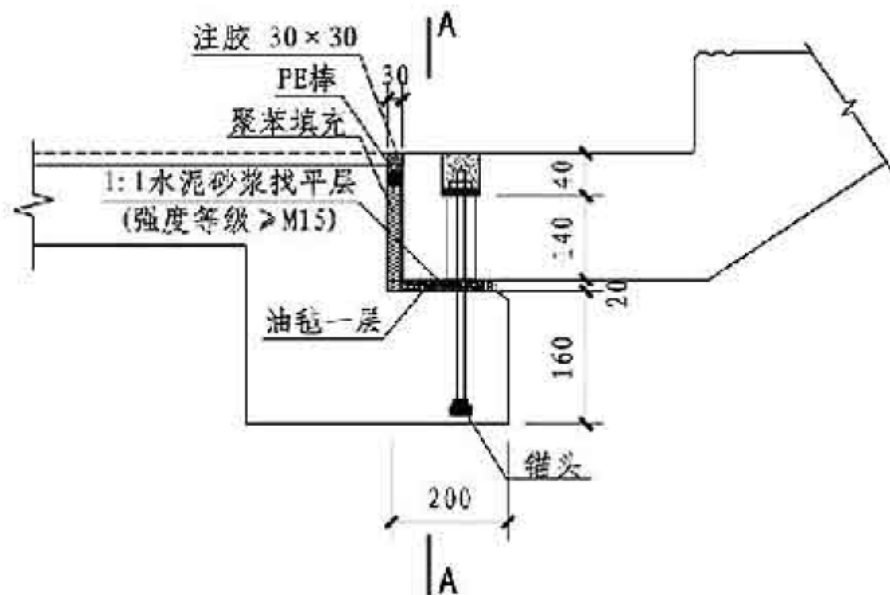 A
注胶 30×30
30
PE棒
聚苯填充
1:1水泥砂浆找平层
(强度等级≥M15)
40
140
20
油毡一层
160
锚头
200
A